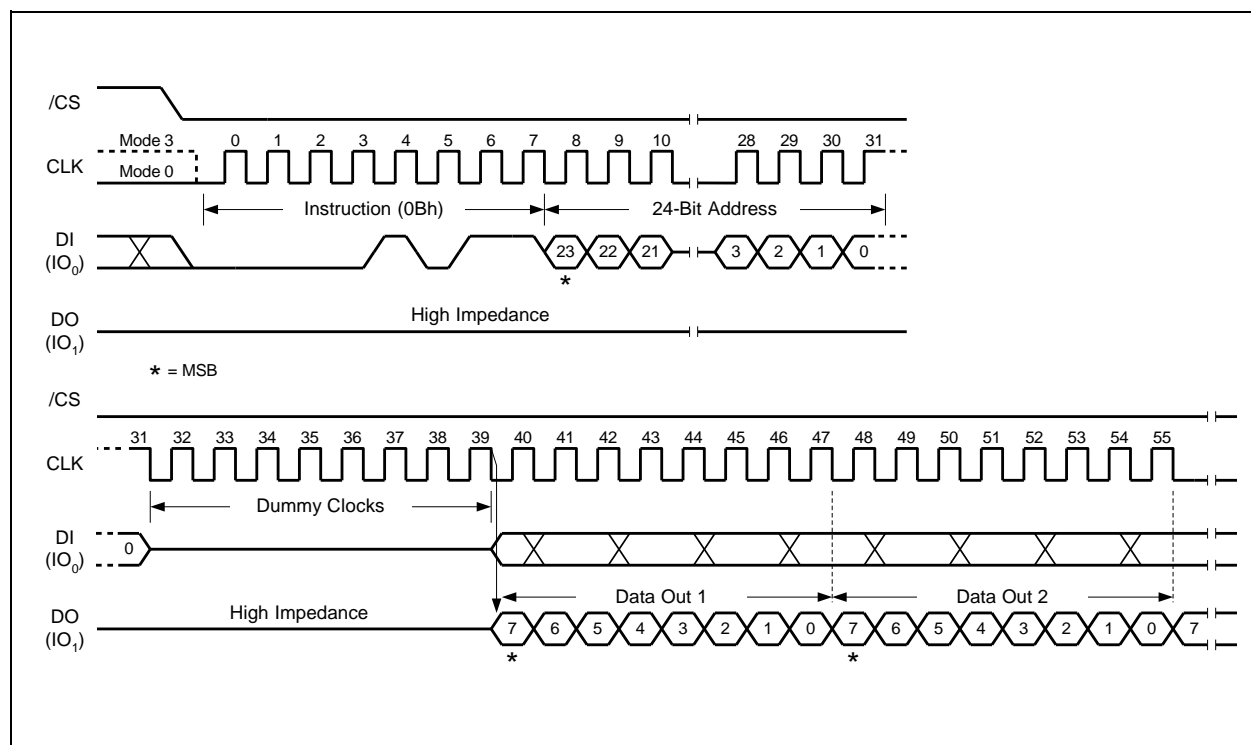 /CS
Mode 3
0 1 2 3 4 5 6 7 8 9 10 28 29 30 31
CLK
Mode 0
Instruction (0Bh) 24-Bit Address
DI
(IO0)
23 22 21 3 2 1 0
*
High Impedance
DO
(IO1)
* = MSB
/CS
31 32 33 34 35 36 37 38 39 40 41 42 43 44 45 46 47 48 49 50 51 52 53 54 55
CLK
Dummy Clocks
DI
(IO0)
0
Data Out 1 Data Out 2
High Impedance
DO
(IO1)
7 6 5 4 3 2 1 0 7 6 5 4 3 2 1 0 7
* *